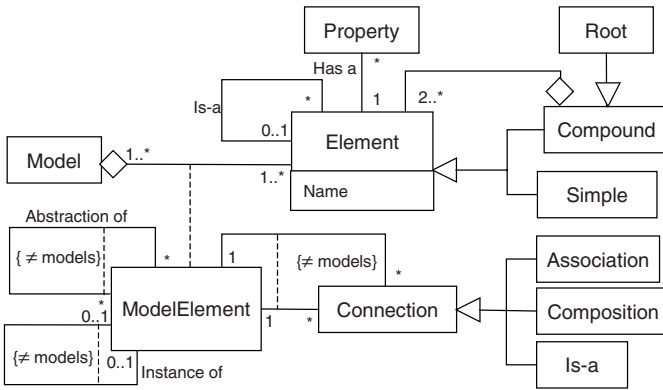 Property
Root
Has a
*
Is-a
*
1
2..*
0..1
Element
Compound
Model
1..*
1..*
Name
Simple
Abstraction of
{ ≠ models}
*
1
{≠ models}
*
Association
ModelElement
Connection
Composition
*
0..1
1
*
{≠ models}
0..1
Instance of
Is-a